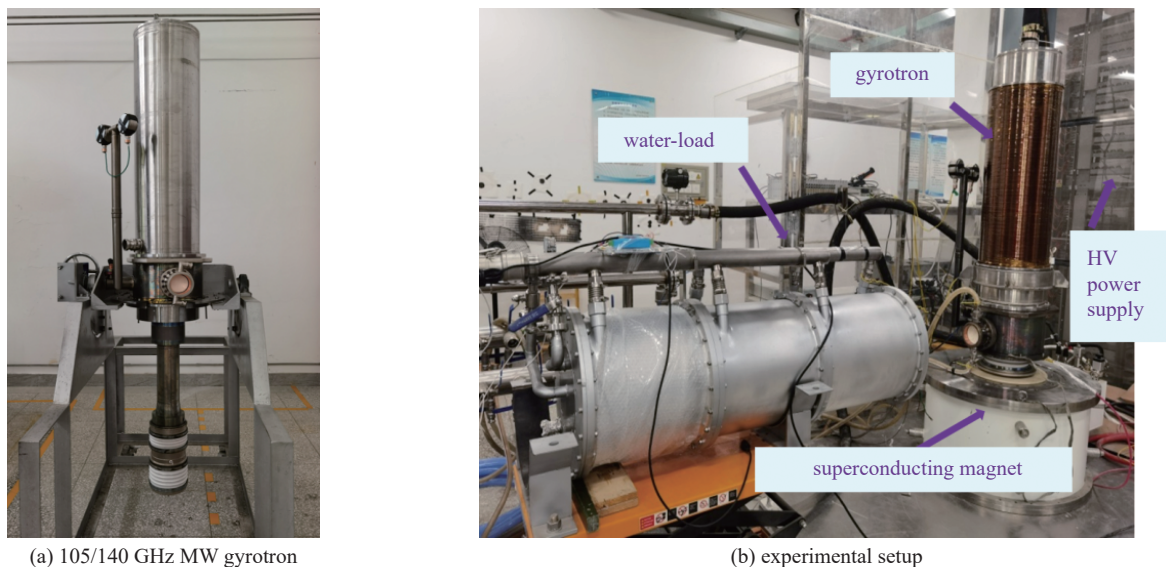 gyrotron
water-load
HV
power
supply
superconducting magnet
(a) 105/140 GHz MW gyrotron
(b) experimental setup